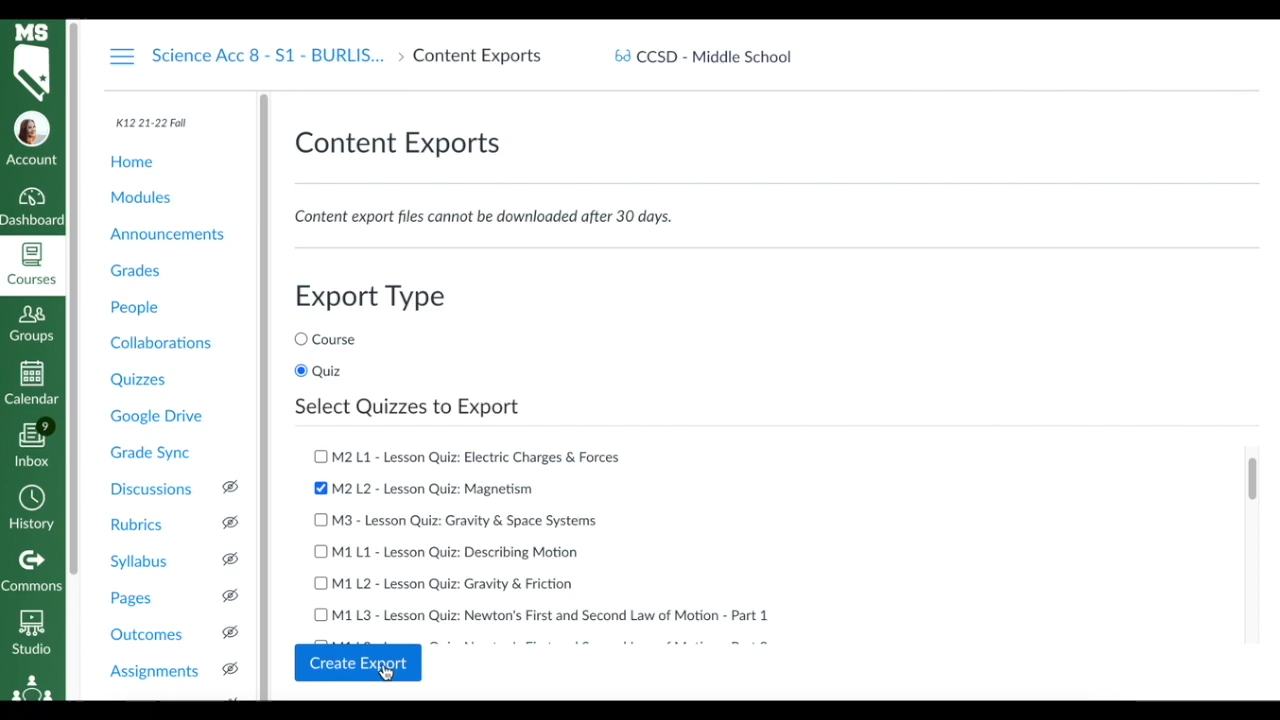 MS
Account
Dashboard
Courses
Groups
Calendar
9
Inbox
History
Commons
Studio
Science Acc 8 - S1 - BURLIS... > Content Exports
CCSD - Middle School
K12 21-22 Fall
Home
Modules
Announcements
Grades
People
Collaborations
Quizzes
Google Drive
Grade Sync
Discussions
Rubrics
Syllabus
Pages
Outcomes
Assignments
Content Exports
Content export files cannot be downloaded after 30 days.
Export Type
Course
Quiz
Select Quizzes to Export
M2 L1 - Lesson Quiz: Electric Charges & Forces
M2 L2 - Lesson Quiz: Magnetism
M3 - Lesson Quiz: Gravity & Space Systems
M1 L1 - Lesson Quiz: Describing Motion
M1 L2 - Lesson Quiz: Gravity & Friction
M1 L3 - Lesson Quiz: Newton's First and Second Law of Motion - Part 1
Create Export